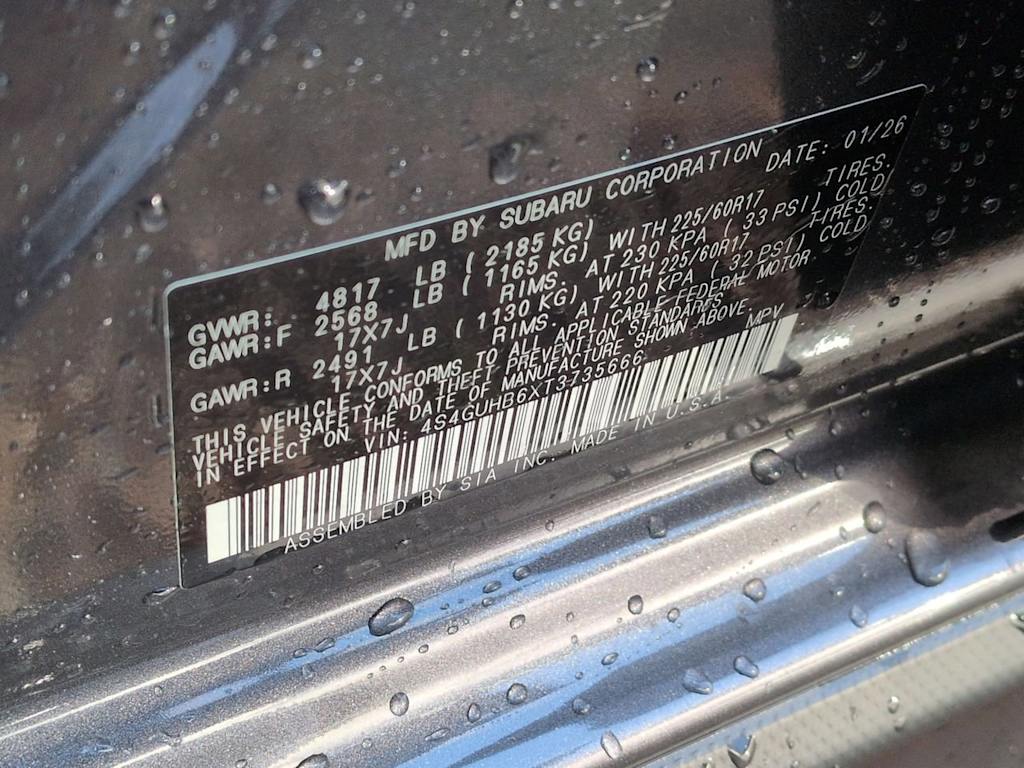 MFD BY SUBARU CORPORATION DATE: 01/26
GVWR: 4817 LB ( 2185 KG)
GAWR:F 2568 LB ( 1165 KG) WITH 225/60R17 TIRES.
17X7J RIMS. AT 230 KPA ( 33 PSI) COLD
GAWR:R 2491 LB ( 1130 KG) WITH 225/60R17 TIRES.
17X7J RIMS. AT 220 KPA ( 32 PSI) COLD
THIS VEHICLE CONFORMS TO ALL APPLICABLE FEDERAL MOTOR
VEHICLE SAFETY AND THEFT PREVENTION STANDARDS
IN EFFECT ON THE DATE OF MANUFACTURE SHOWN ABOVE
VIN: 4S4GUHB6XT3735666 MPV
ASSEMBLED BY SIA INC. MADE IN U.S.A.